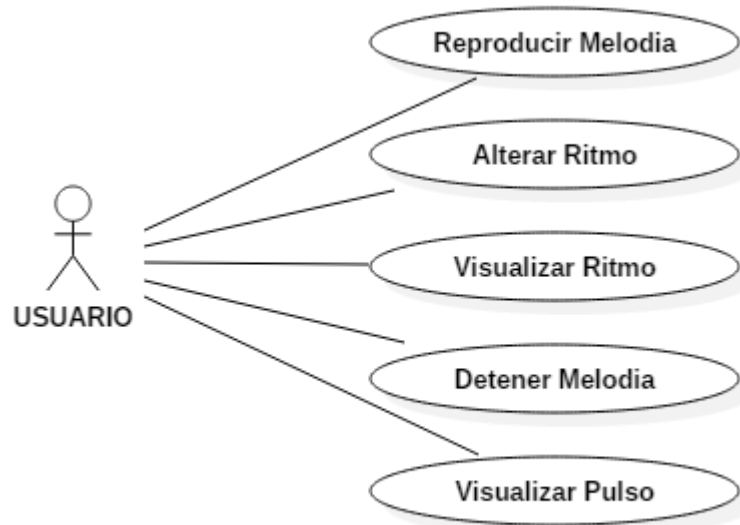 Reproducir Melodia
Alterar Ritmo
Visualizar Ritmo
USUARIO
Detener Melodia
Visualizar Pulso